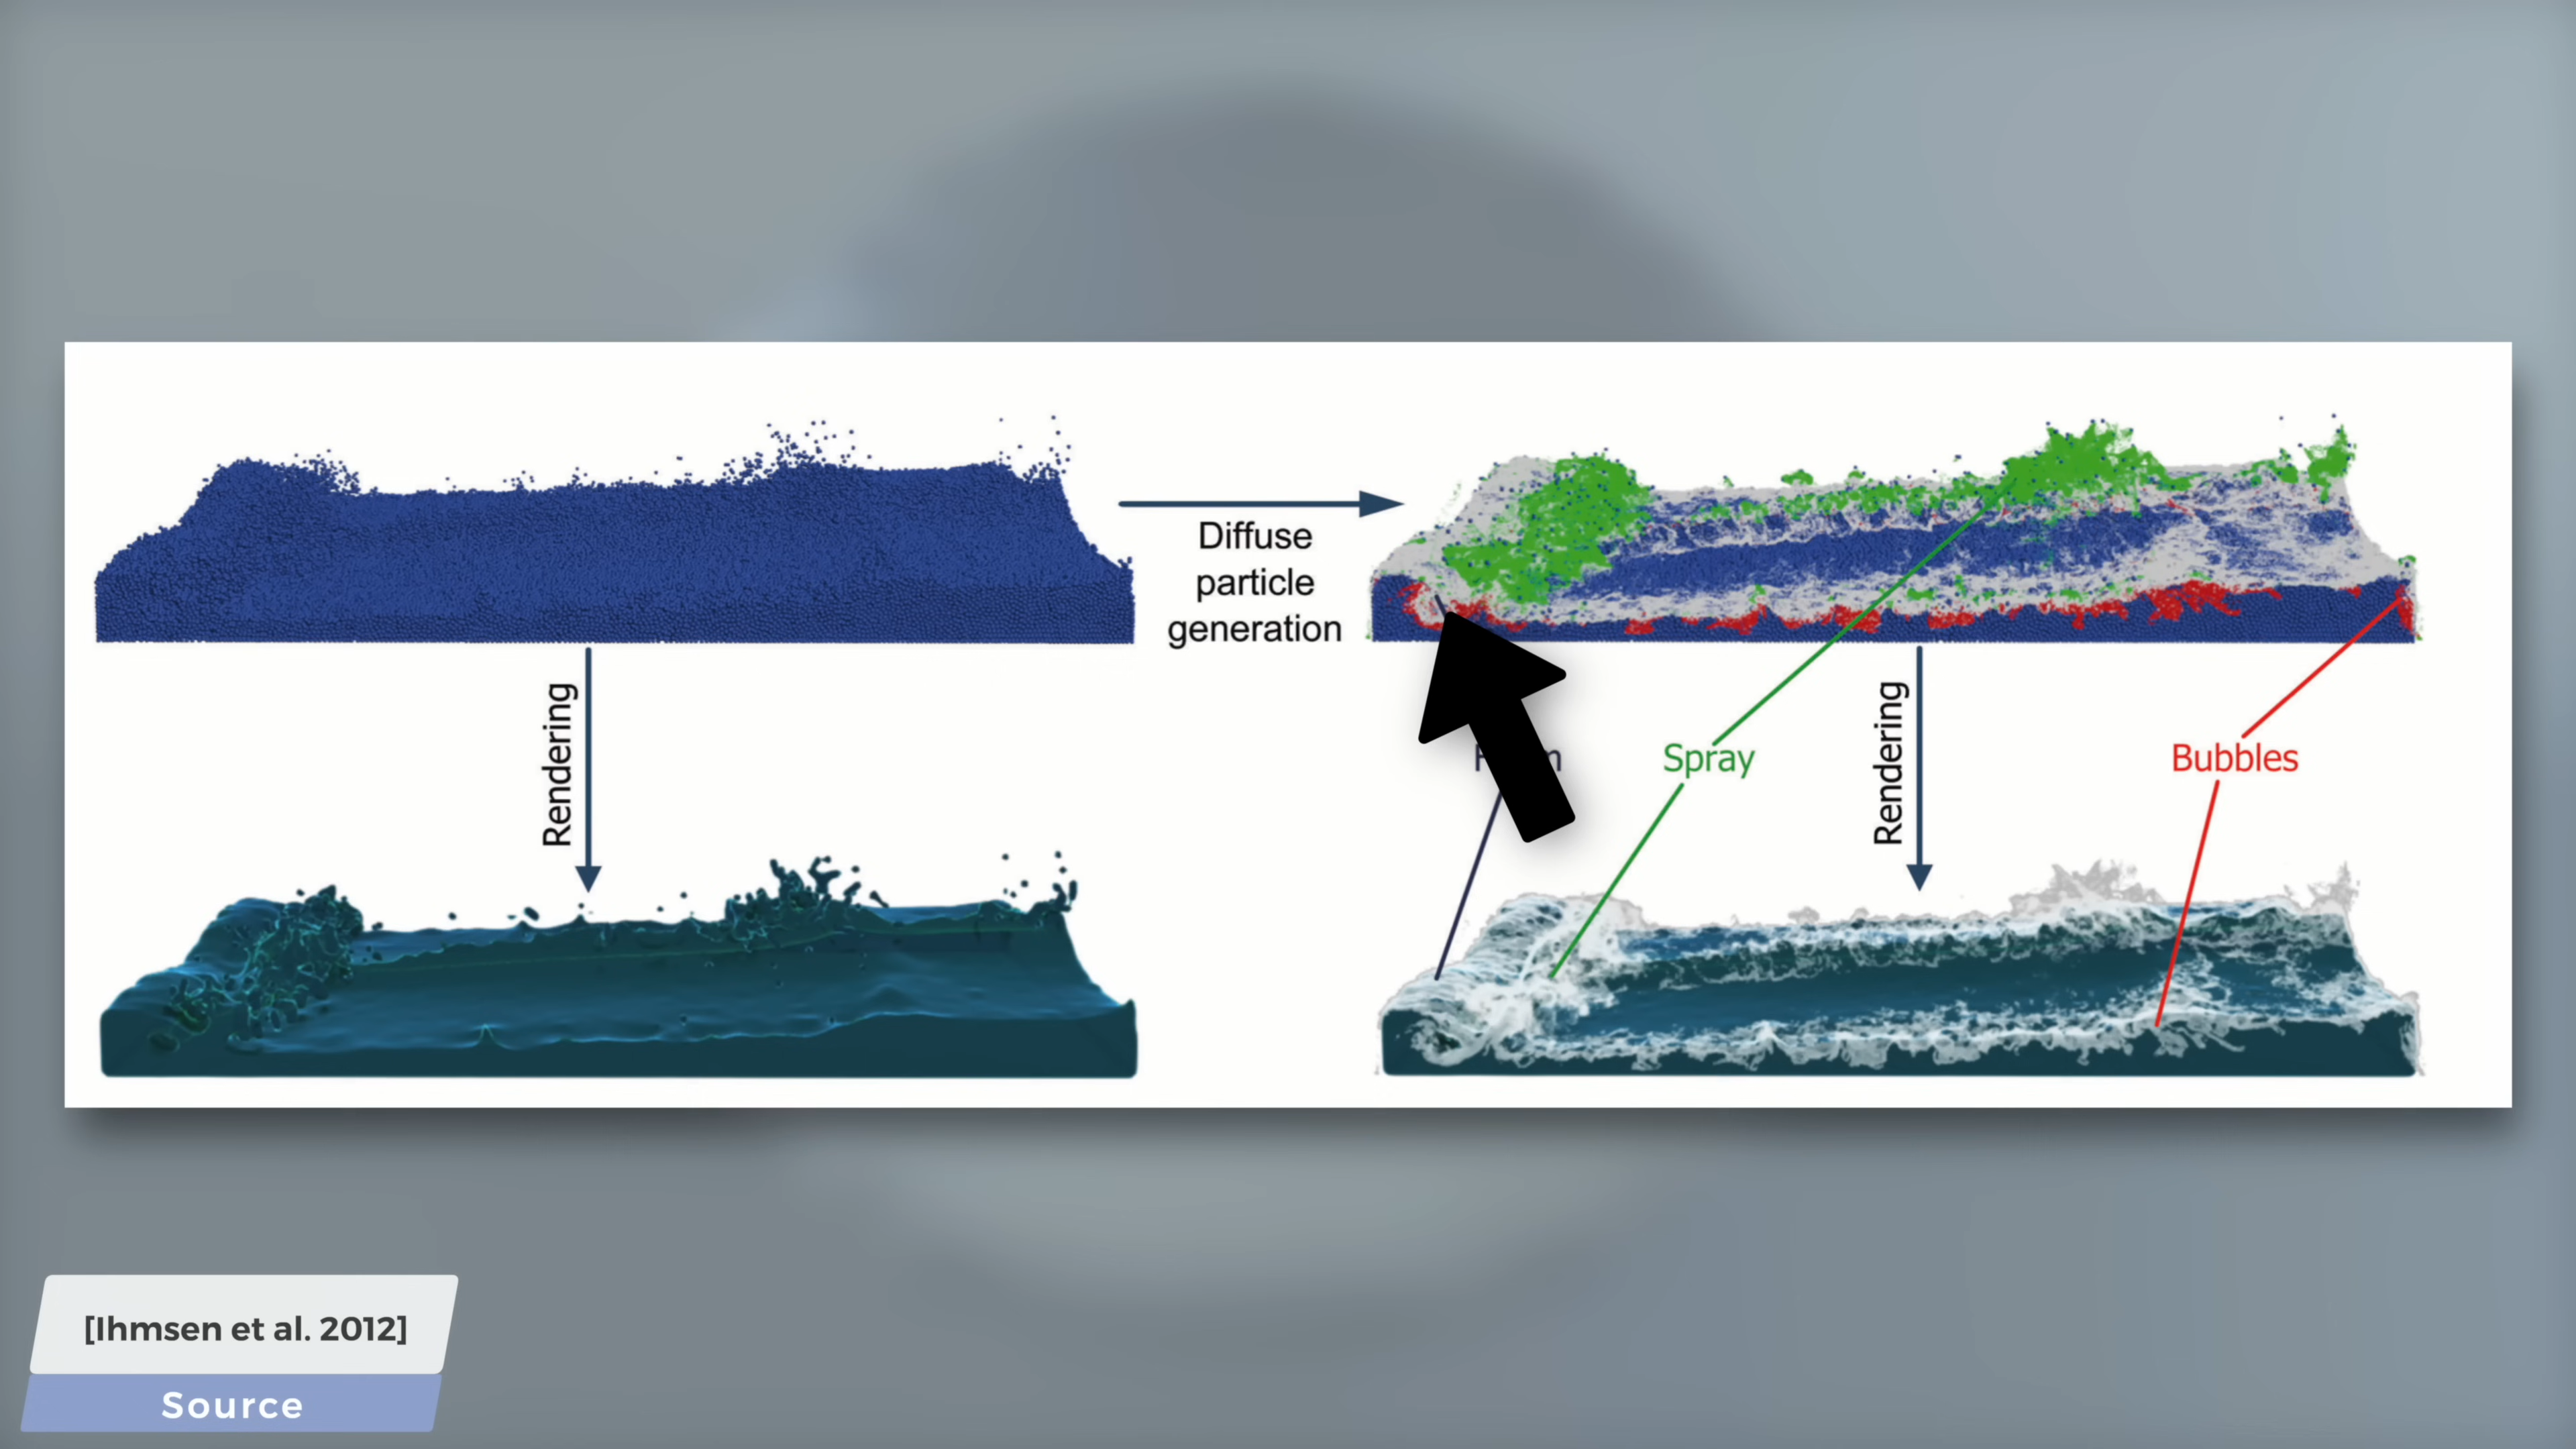 Diffuse
particle
generation
Rendering
Spray
Rendering
Bubbles
[Ihmsen et al. 2012]
Source